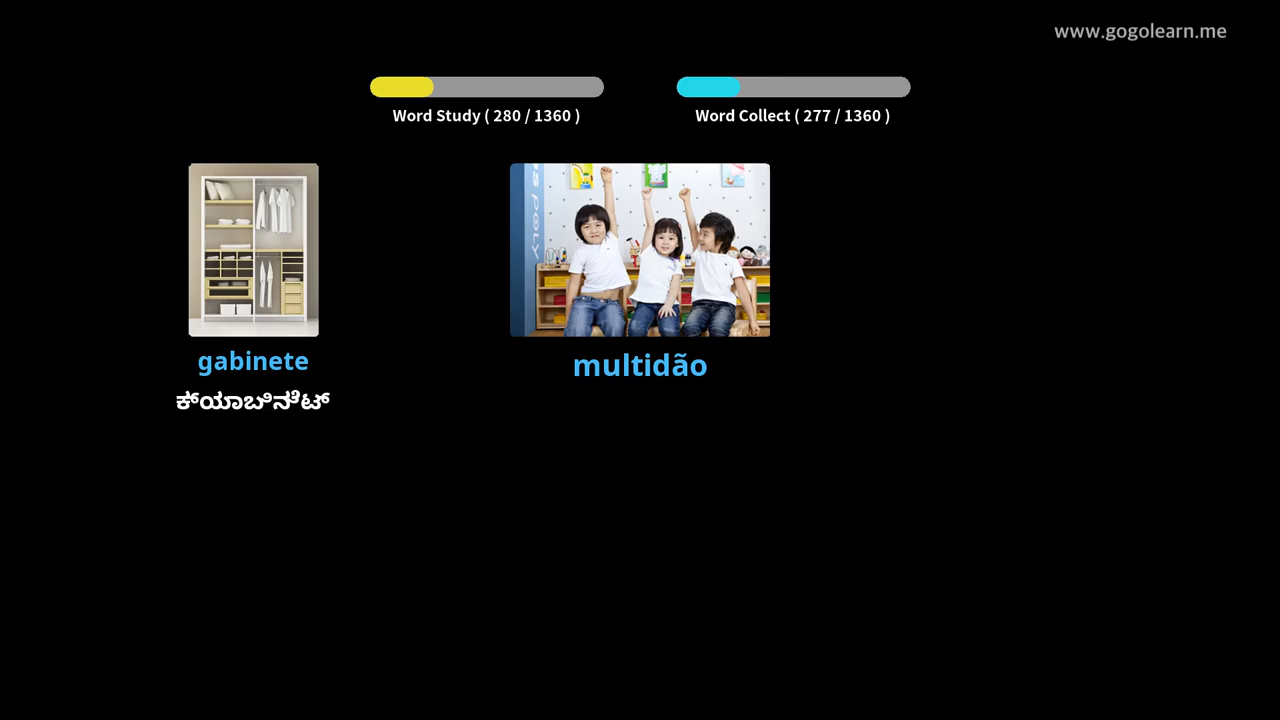 www.gogolearn.me
Word Study ( 280 / 1360 )
Word Collect ( 277 / 1360 )
gabinete
ಕ್ಯಾಬಿನೆಟ್
multidão